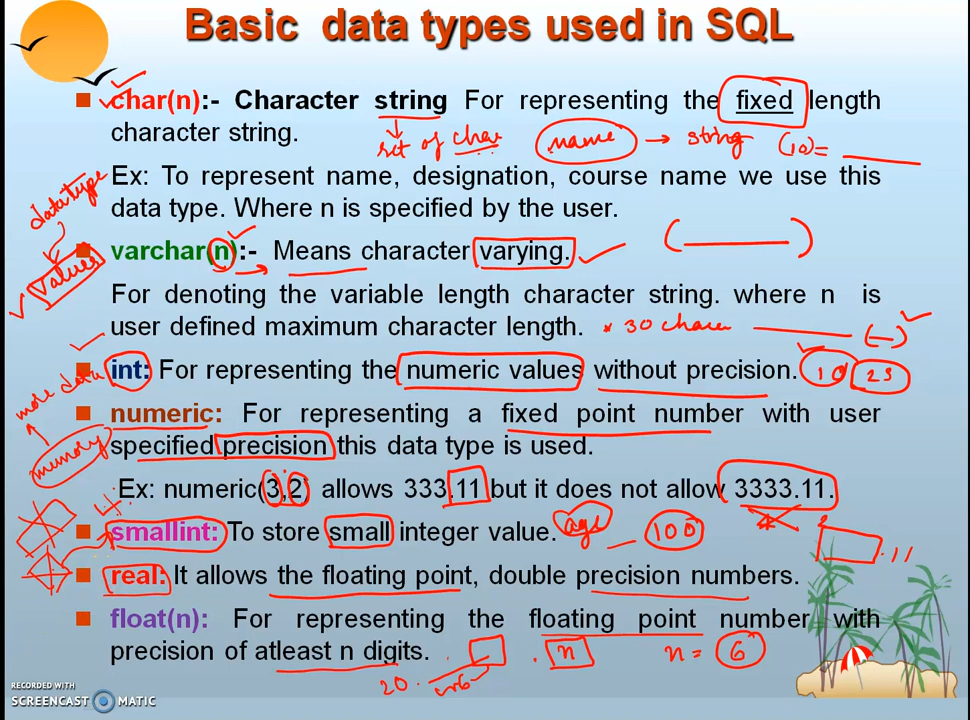 Basic data types used in SQL
char(n):- Character string For representing the fixed length
character string.
set of char name → string (10)=
Ex: To represent name, designation, course name we use this
data type. Where n is specified by the user.
data type
values
varchar(n):- Means character varying.
For denoting the variable length character string. where n is
user defined maximum character length. * 30 charac
int: For representing the numeric values without precision. 10 23
more data
numeric: For representing a fixed point number with user
specified precision this data type is used.
memory
Ex: numeric(3,2) allows 333.11 but it does not allow 3333.11.
smallint: To store small integer value. age 100
.11
real: It allows the floating point, double precision numbers.
float(n): For representing the floating point number with
precision of atleast n digits. . n n = 6
20 .
RECORDED WITH
SCREENCAST MATIC